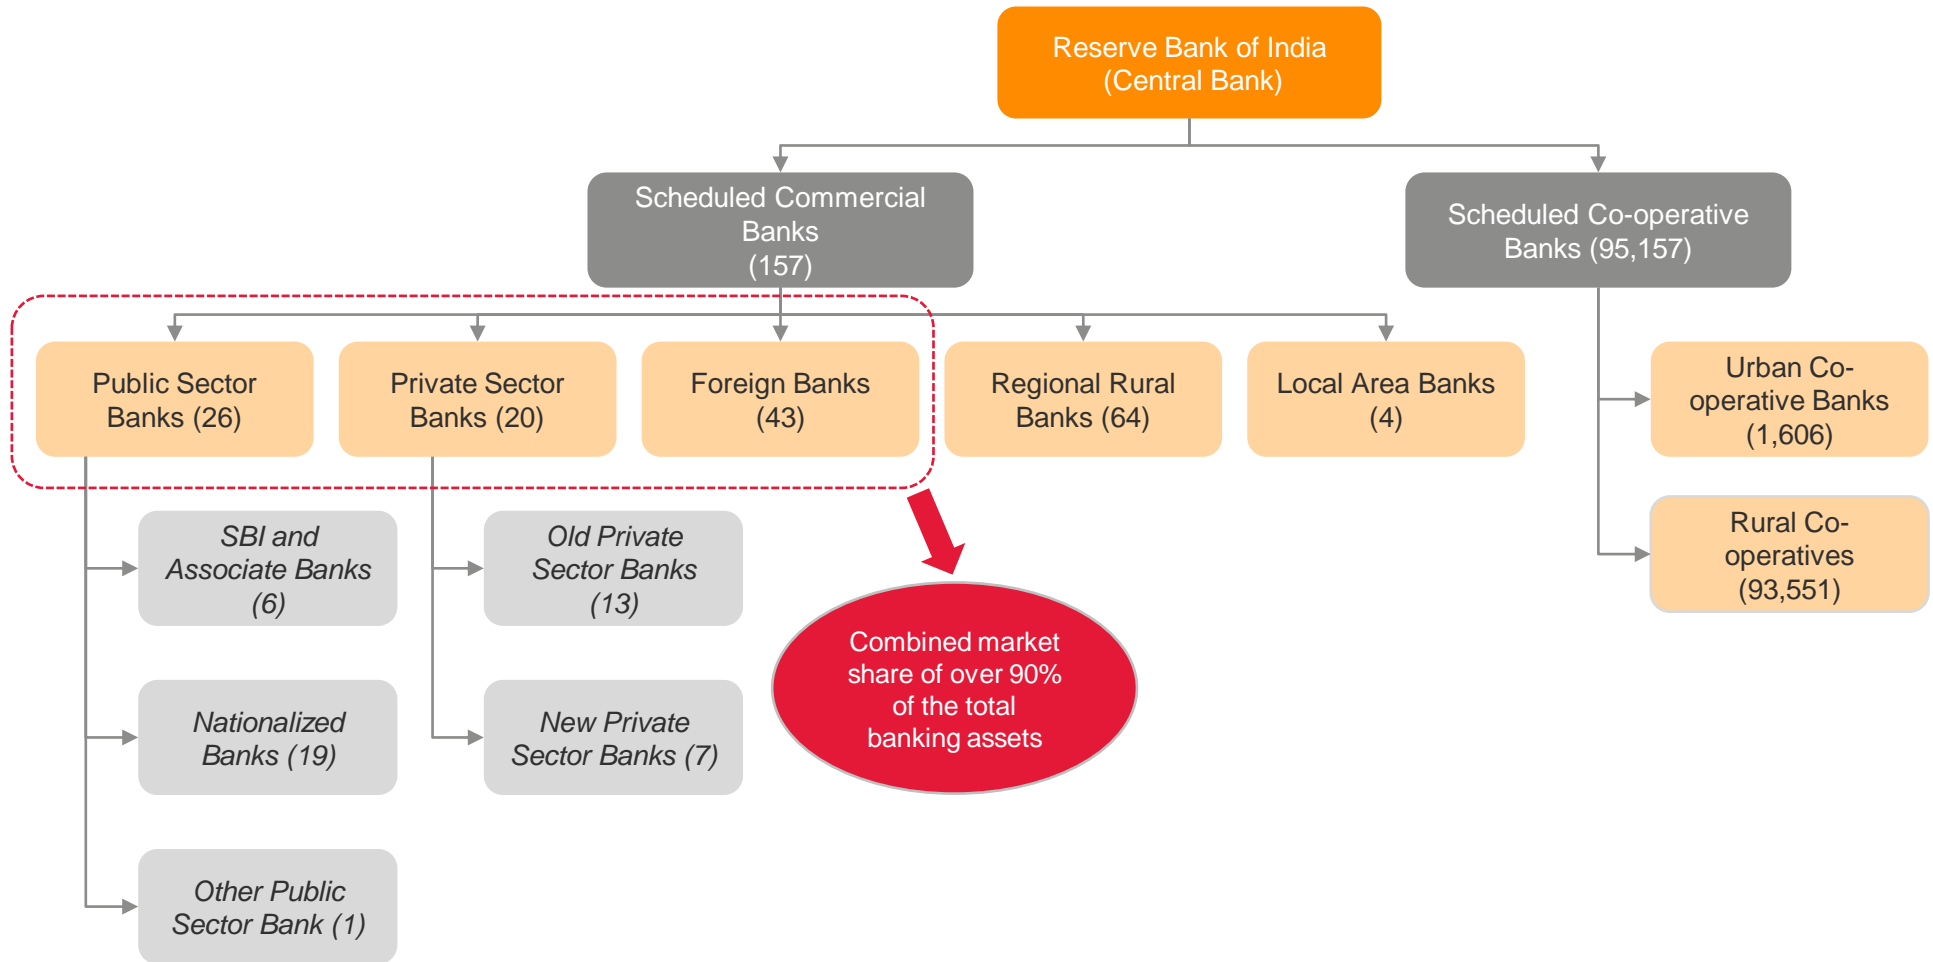 Reserve Bank of India
(Central Bank)
Scheduled Commercial
Banks
(157)
Scheduled Co-operative
Banks (95,157)
Public Sector
Banks (26)
Private Sector
Banks (20)
Foreign Banks
(43)
Regional Rural
Banks (64)
Local Area Banks
(4)
Urban Co-
operative Banks
(1,606)
Rural Co-
operatives
(93,551)
SBI and
Associate Banks
(6)
Old Private
Sector Banks
(13)
Combined market
share of over 90%
of the total
banking assets
Nationalized
Banks (19)
New Private
Sector Banks (7)
Other Public
Sector Bank (1)